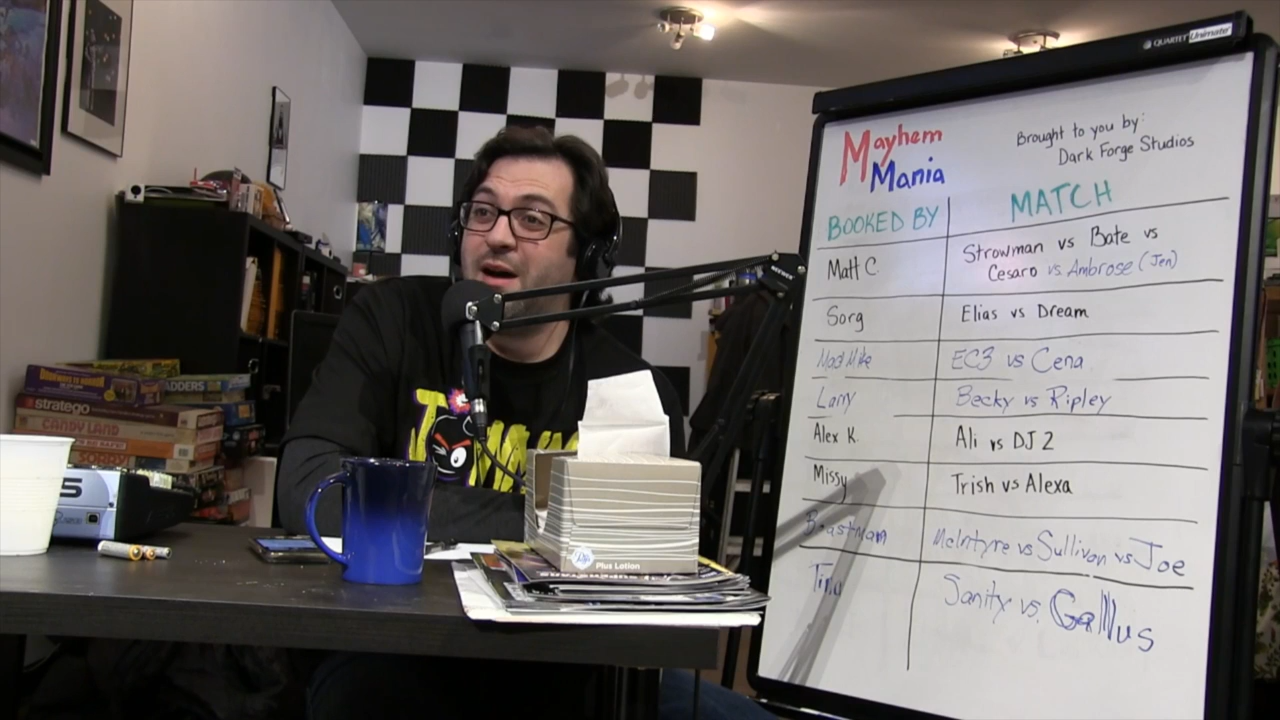 QUARTET Unimate
Mayhem
Mania
Brought to you by:
Dark Forge Studios
BOOKED BY
MATCH
Matt C
Strowman vs Bate vs
Cesaro vs Ambrose (Jen)
Sorg
Elias vs Dream
Mad Mike
EC3 vs Cena
Larry
Becky vs Ripley
Alex K.
Ali vs DJZ
Missy
Trish vs Alexa
Beastman
McIntyre vs Sullivan vs Joe
Tina
Sanity vs. Gallus
stratego
CANDY LAND
SORRY
Plus Lotion
S